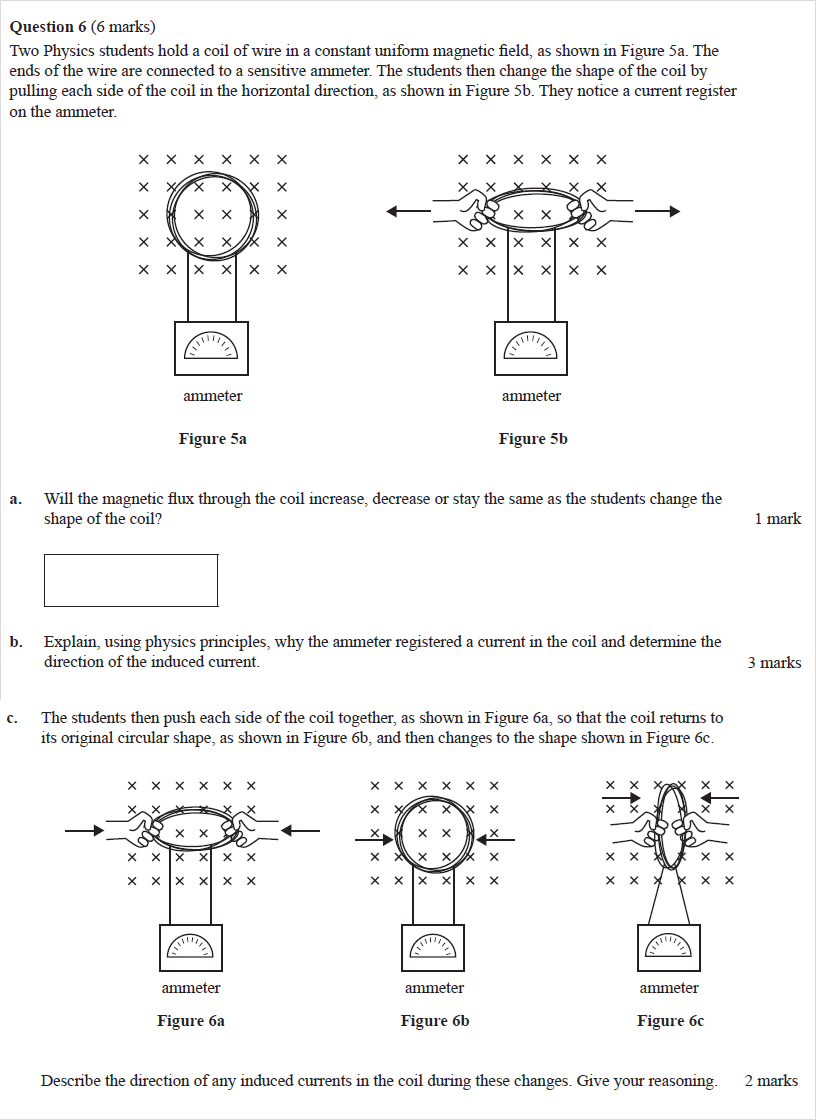 Question 6 (6 marks)
Two Physics students hold a coil of wire in a constant uniform magnetic field, as shown in Figure 5a. The
ends of the wire are connected to a sensitive ammeter. The students then change the shape of the coil by
pulling each side of the coil in the horizontal direction, as shown in Figure 5b. They notice a current register
on the ammeter.
ammeter
ammeter
Figure 5a
Figure 5b
a. Will the magnetic flux through the coil increase, decrease or stay the same as the students change the
shape of the coil? 1 mark
b. Explain, using physics principles, why the ammeter registered a current in the coil and determine the
direction of the induced current. 3 marks
c. The students then push each side of the coil together, as shown in Figure 6a, so that the coil returns to
its original circular shape, as shown in Figure 6b, and then changes to the shape shown in Figure 6c.
ammeter
ammeter
ammeter
Figure 6a
Figure 6b
Figure 6c
Describe the direction of any induced currents in the coil during these changes. Give your reasoning. 2 marks